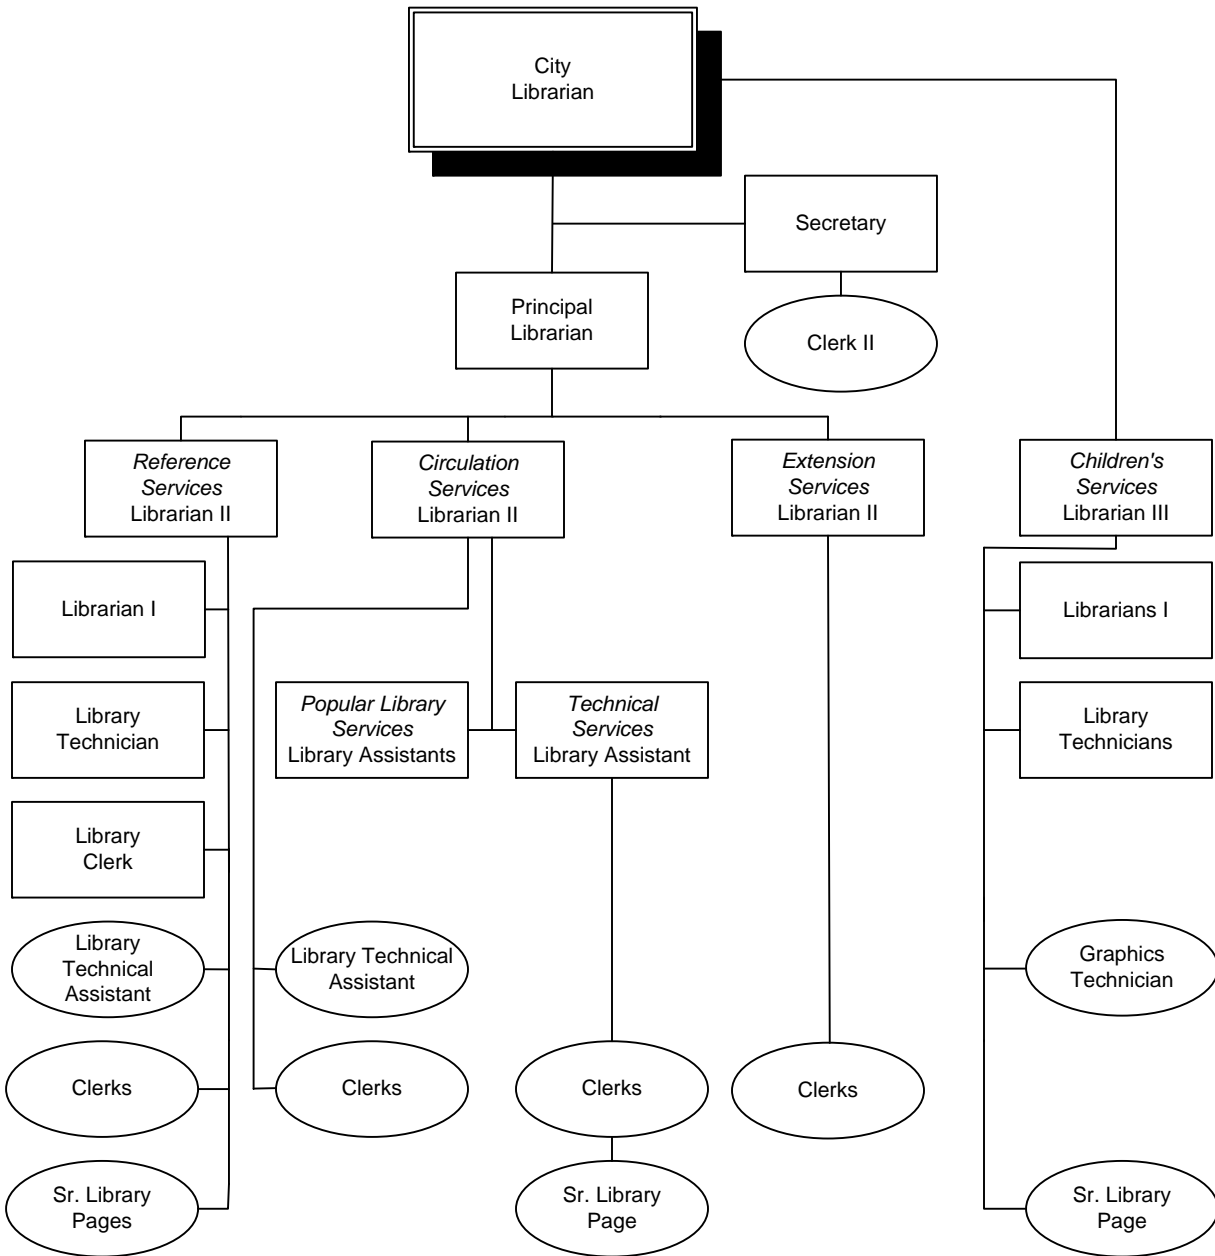 City
Librarian
Secretary
Principal
Librarian
Clerk II
Reference
Services
Librarian II
Circulation
Services
Librarian II
Extension
Services
Librarian II
Children's
Services
Librarian III
Librarian I
Librarians I
Library
Technician
Popular Library
Services
Library Assistants
Technical
Services
Library Assistant
Library
Technicians
Library
Clerk
Library
Technical
Assistant
Library Technical
Assistant
Graphics
Technician
Clerks
Clerks
Clerks
Clerks
Sr. Library
Pages
Sr. Library
Page
Sr. Library
Page